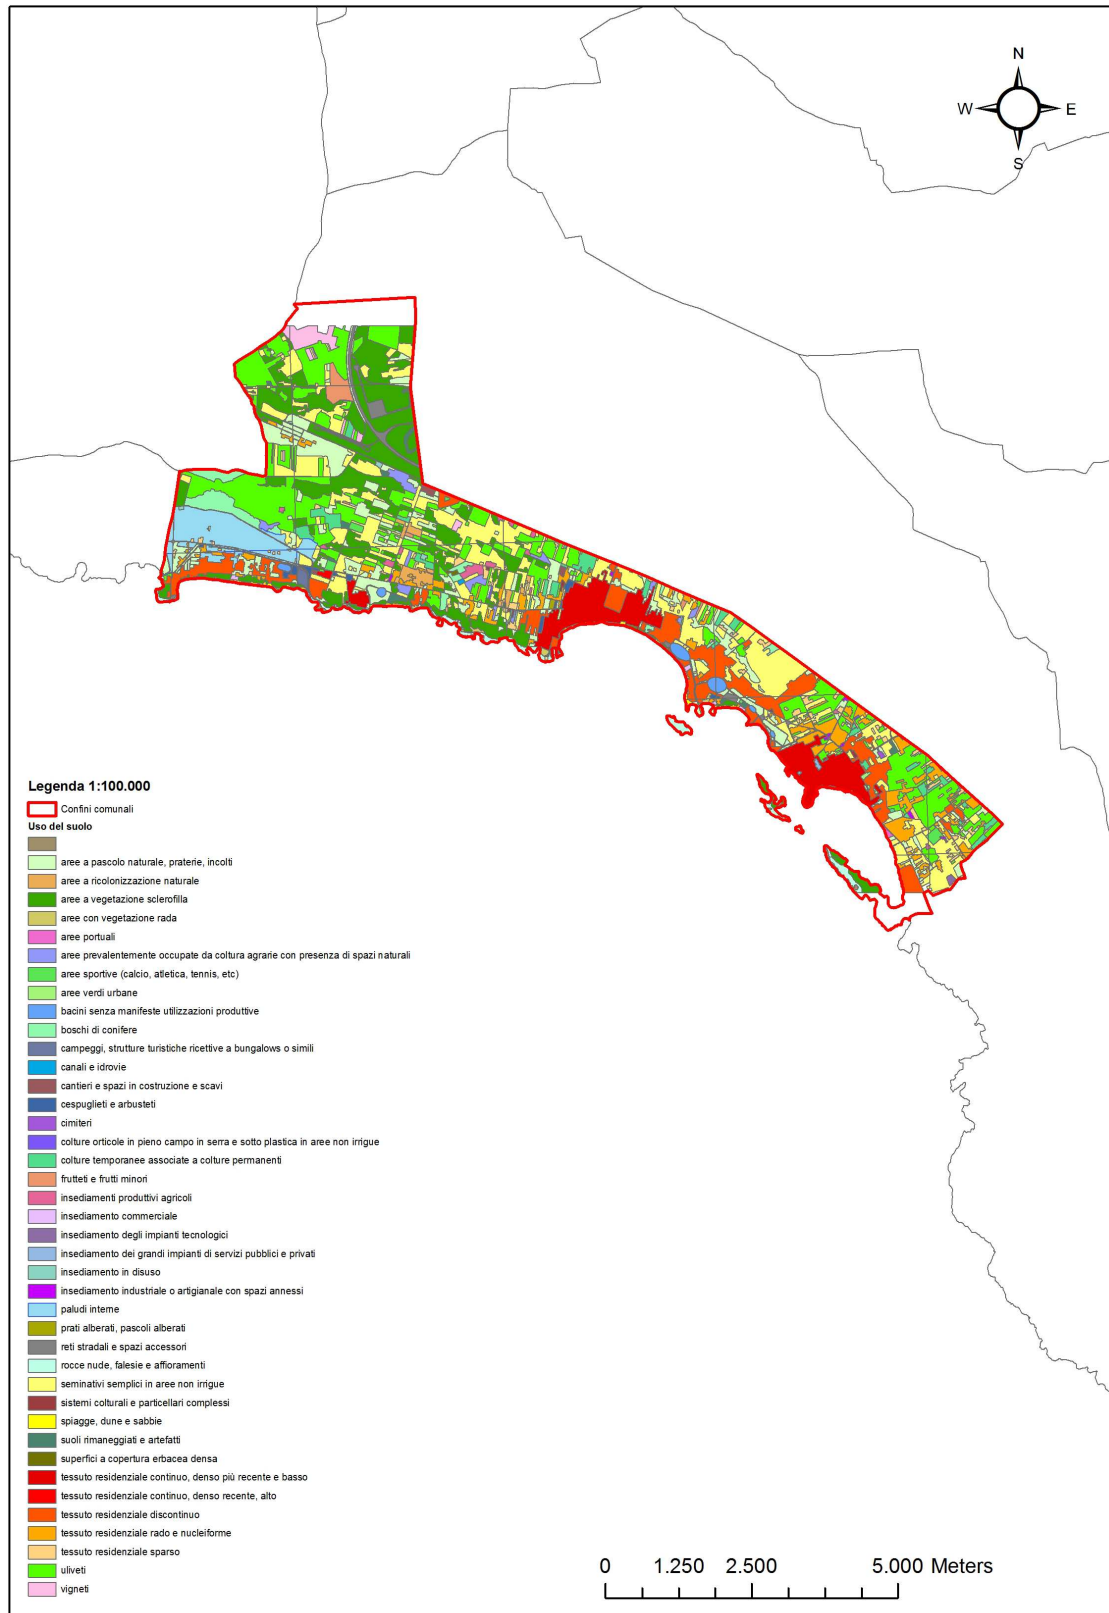 N
W E
S
Legenda 1:100.000
Confini comunali
Uso del suolo
aree a pascolo naturale, praterie, incolti
aree a ricolonizzazione naturale
aree a vegetazione sclerofilla
aree con vegetazione rada
aree portuali
aree prevalentemente occupate da coltura agrarie con presenza di spazi naturali
aree sportive (calcio, atletica, tennis, etc)
aree verdi urbane
bacini senza manifeste utilizzazioni produttive
boschi di conifere
campeggi, strutture turistiche ricettive a bungalows o simili
canali e idrovie
cantieri e spazi in costruzione e scavi
cespuglieti e arbusteti
cimiteri
colture orticole in pieno campo in serra e sotto plastica in aree non irrigue
colture temporanee associate a colture permanenti
frutteti e frutti minori
insediamenti produttivi agricoli
insediamento commerciale
insediamento degli impianti tecnologici
insediamento dei grandi impianti di servizi pubblici e privati
insediamento in disuso
insediamento industriale o artigianale con spazi annessi
paludi interne
prati alberati, pascoli alberati
reti stradali e spazi accessori
rocce nude, falesie e affioramenti
seminativi semplici in aree non irrigue
sistemi colturali e particellari complessi
spiagge, dune e sabbie
suoli rimaneggiati e artefatti
superfici a copertura erbacea densa
tessuto residenziale continuo, denso più recente e basso
tessuto residenziale continuo, denso recente, alto
tessuto residenziale discontinuo
tessuto residenziale rado e nucleiforme
tessuto residenziale sparso
uliveti
vigneti
0 1.250 2.500 5.000 Meters